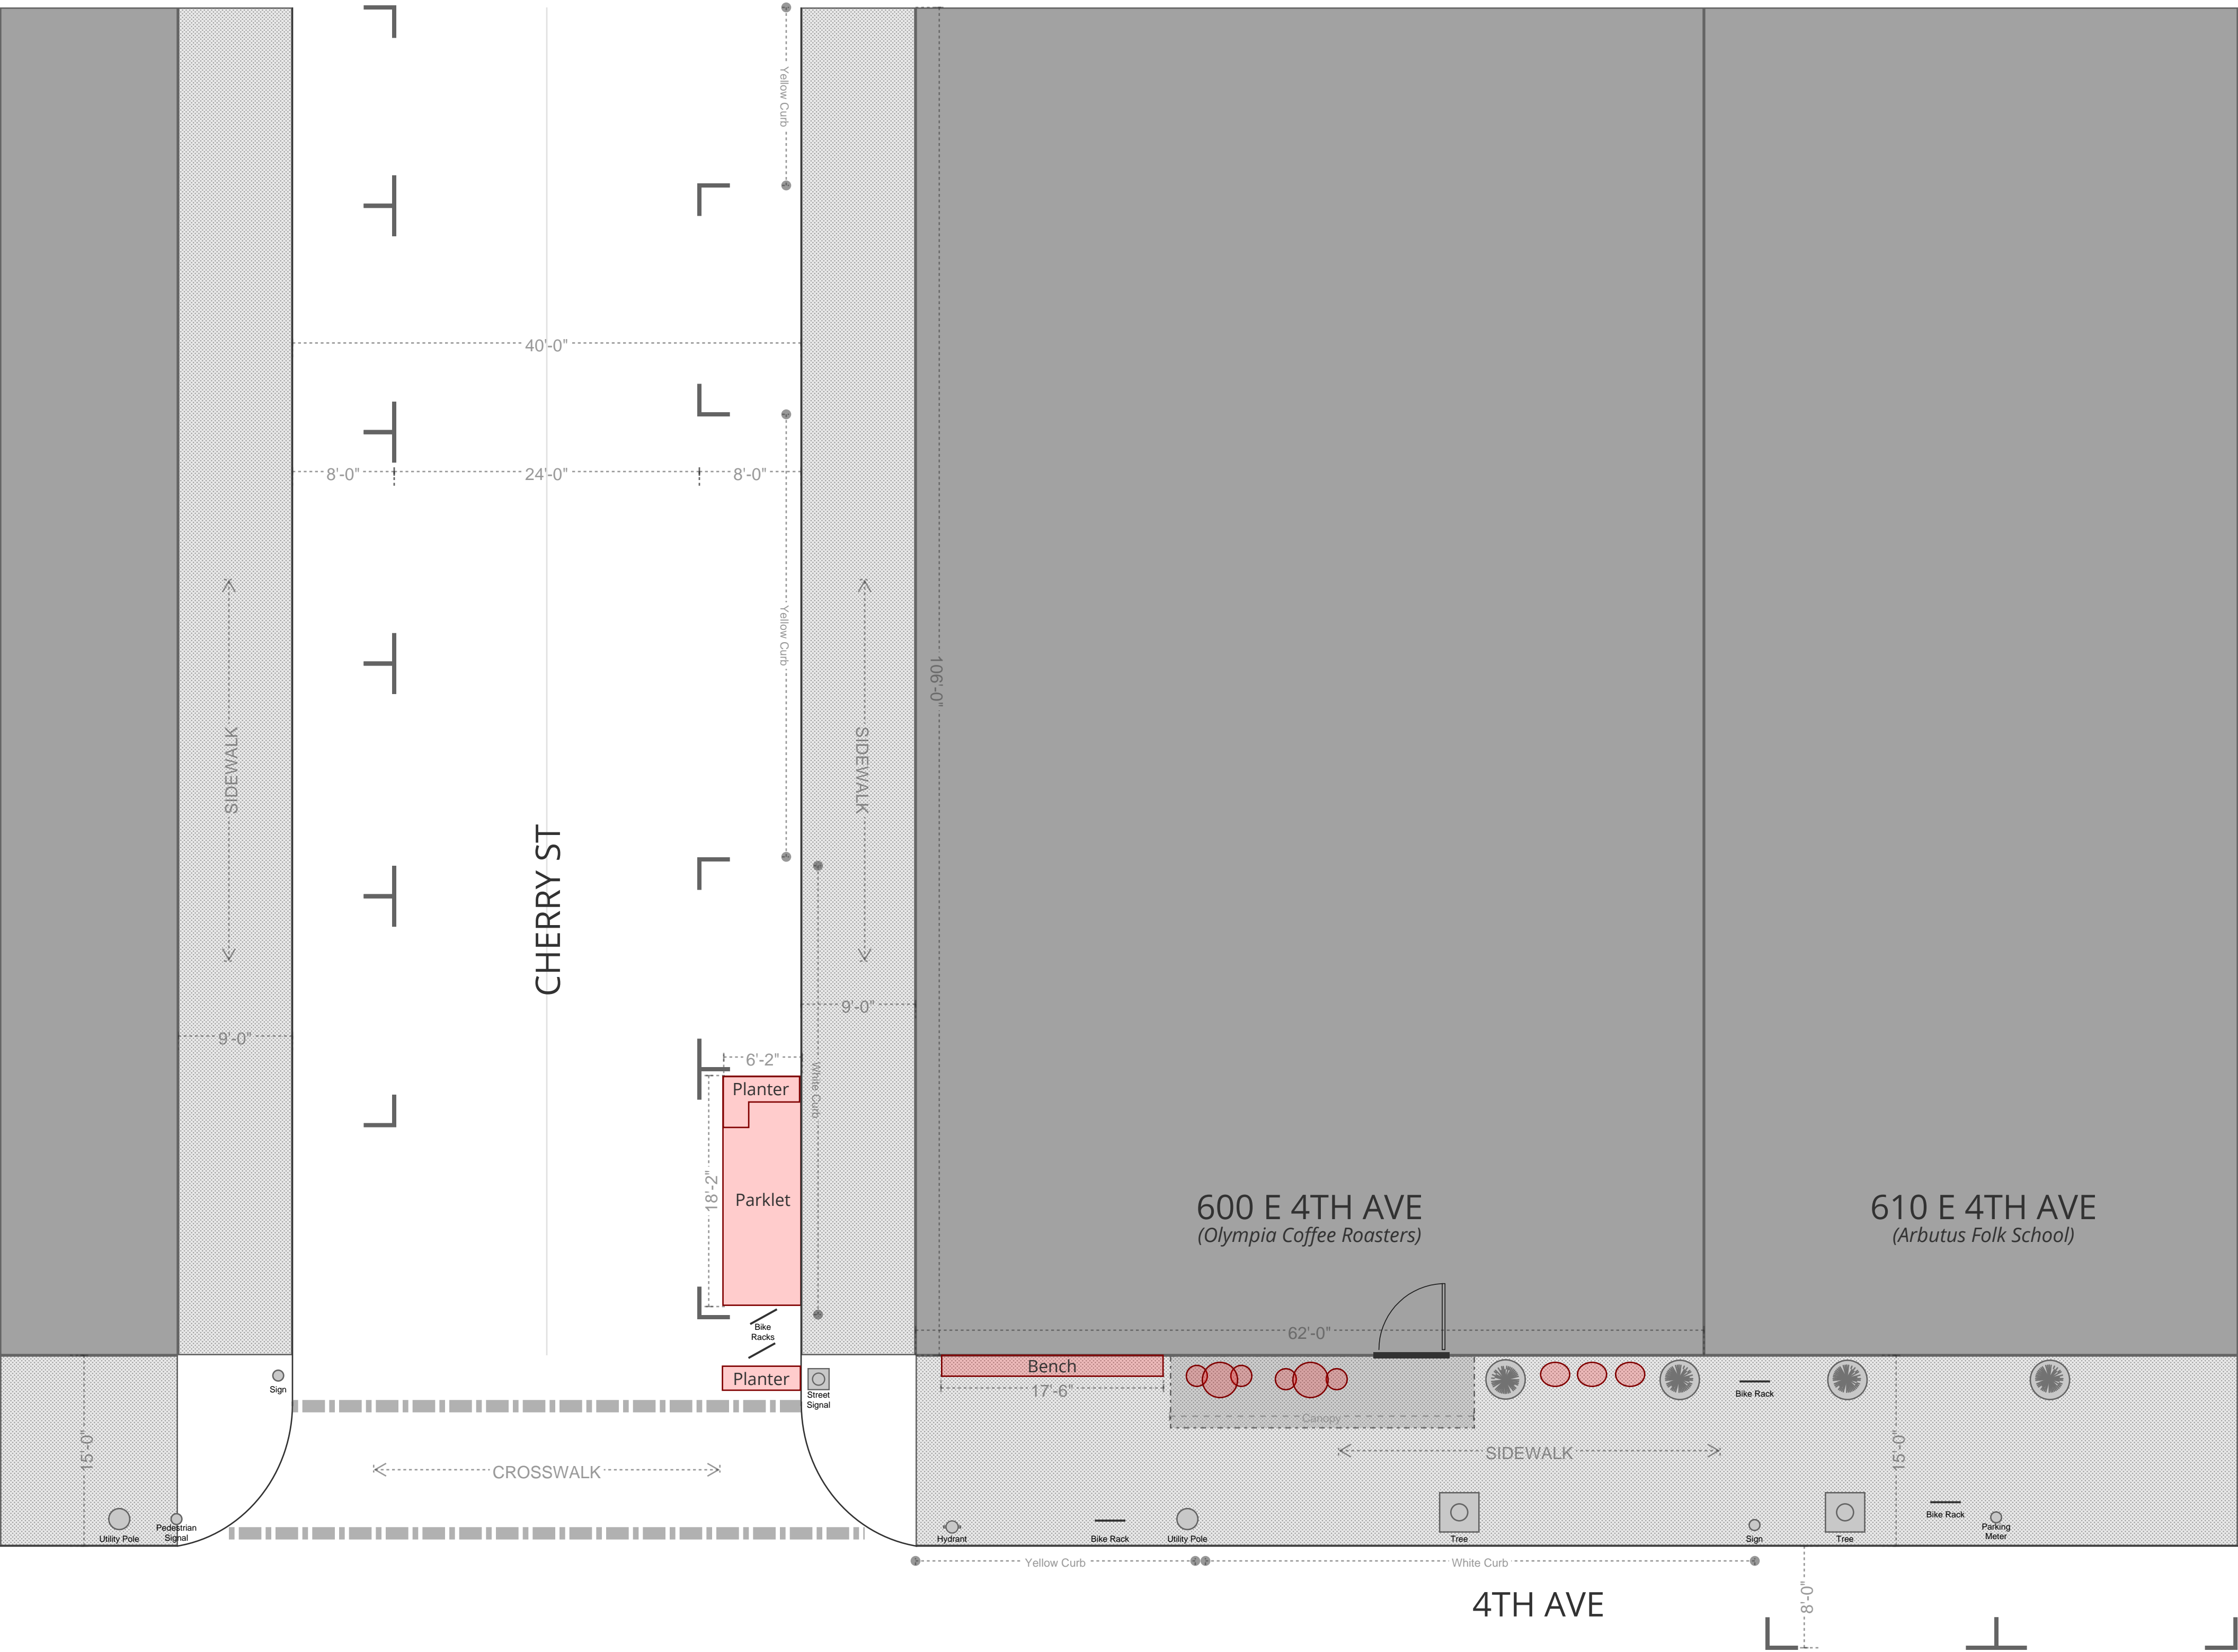 Yellow Curb
40'-0"
8'-0"
24'-0"
8'-0"
Yellow Curb
106'-0"
SIDEWALK
SIDEWALK
CHERRY ST
9'-0"
9'-0"
6'-2"
White Curb
Planter
18'-2"
Parklet
600 E 4TH AVE
(Olympia Coffee Roasters)
610 E 4TH AVE
(Arbutus Folk School)
Bike
Racks
62'-0"
Planter
Bench
17'-6"
Sign
Street
Signal
Bike Rack
Canopy
15'-0"
CROSSWALK
SIDEWALK
15'-0"
Utility Pole
Pedestrian
Signal
Hydrant
Bike Rack
Utility Pole
Tree
Sign
Tree
Bike Rack
Parking
Meter
Yellow Curb
White Curb
4TH AVE
8'-0"